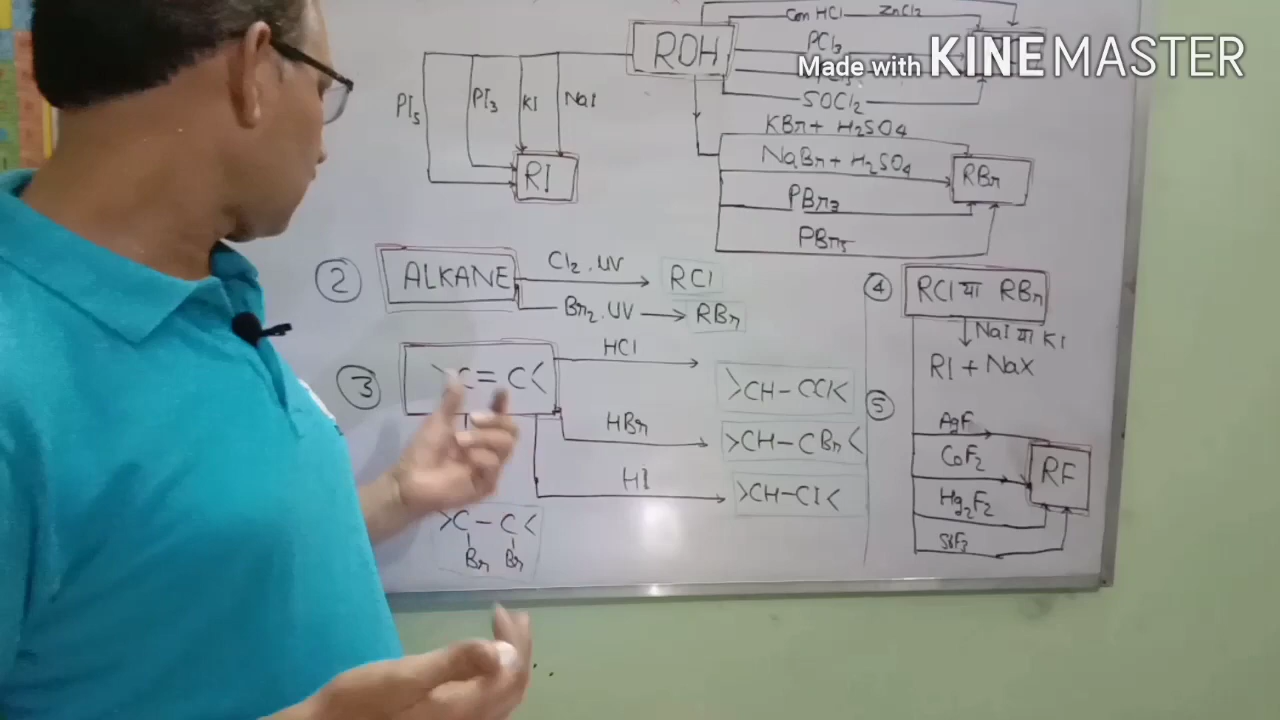 Con HCl ZnCl2
ROH
PCl3
Made with KINEMASTER
SOCl2
PI5
PI3
KI
NaI
RI
KBr + H2SO4
NaBr + H2SO4
PBr3
PBr5
RBr
2
ALKANE
Cl2, UV
RCl
Br2, UV
RBr
3
>C=C<
HCl
>CH-CCl<
HBr
>CH-CBr<
HI
>CH-CI<
>C-C<
Br Br
4
RCl या RBr
NaI या KI
RI + NaX
5
AgF
CoF2
Hg2F2
SbF3
RF